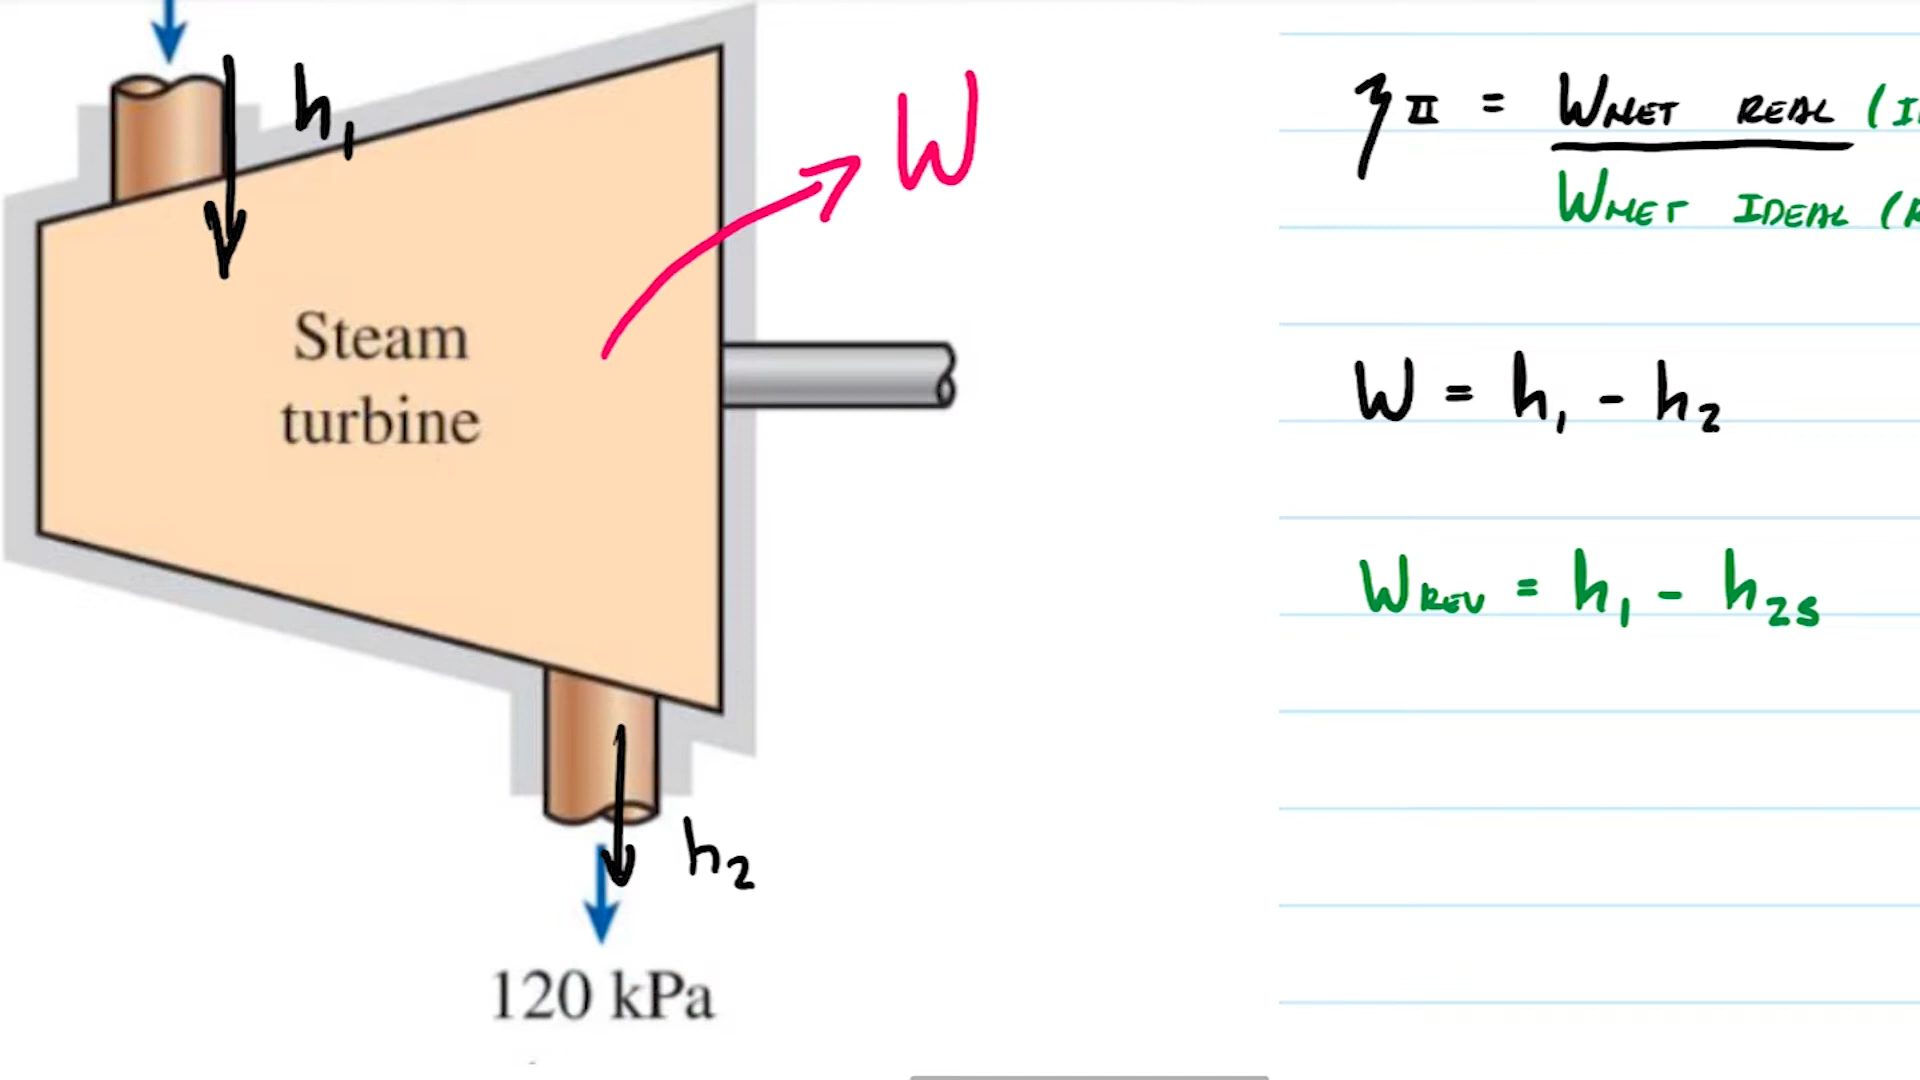 h₁
W
Steam
turbine
h₂
120 kPa
ηII = WNET REAL (I
WNET IDEAL (R
W = h₁ - h₂
WREV = h₁ - h₂s